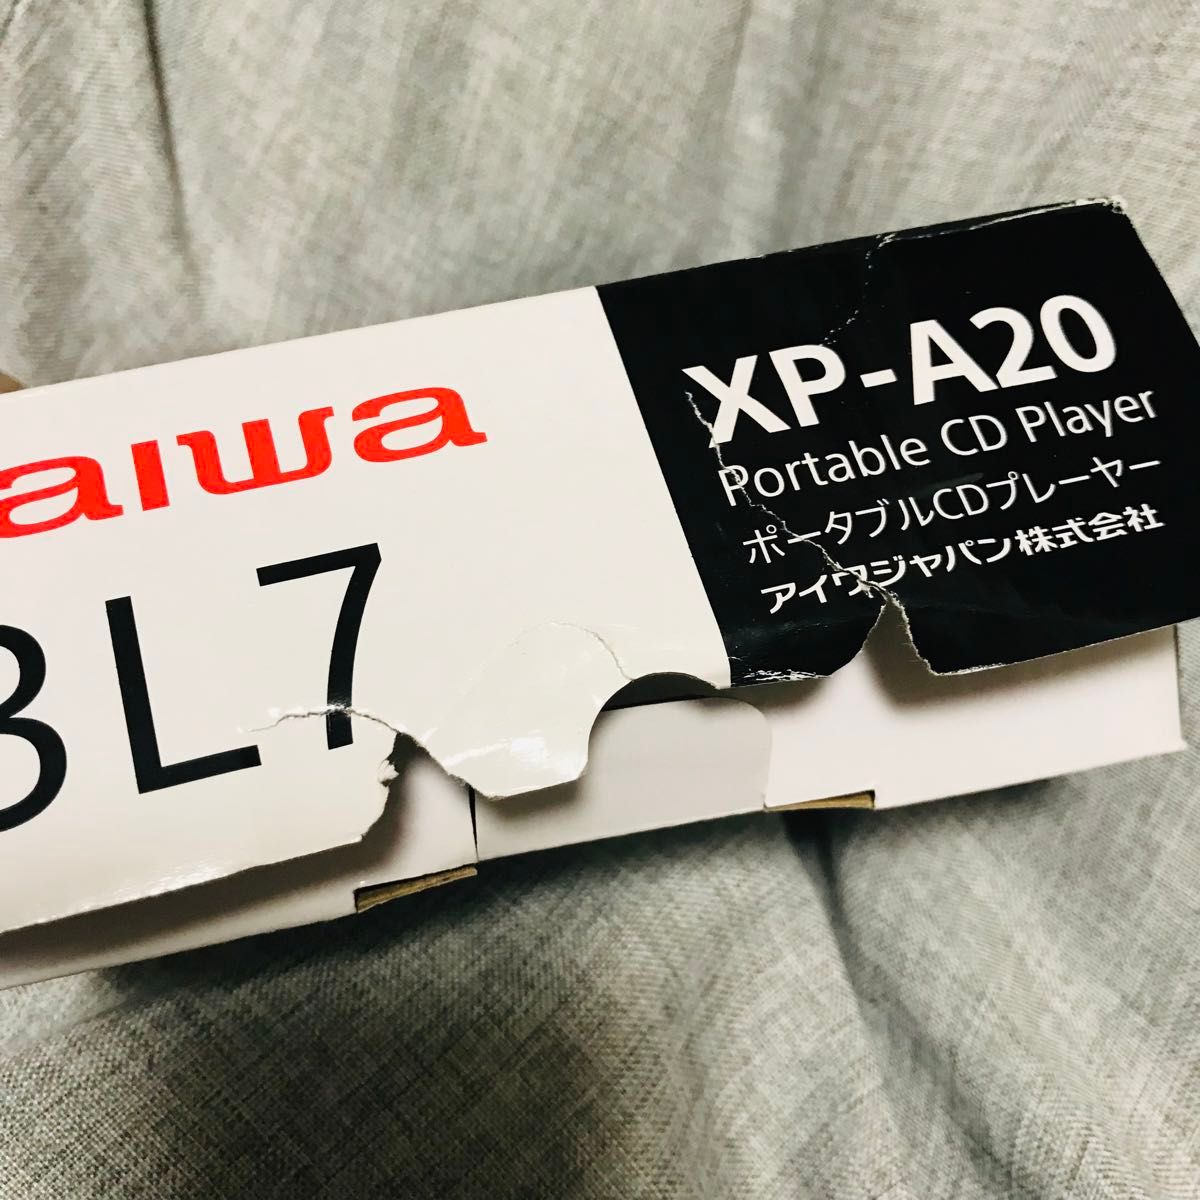 aiwa
BL7
XP-A20
Portable CD Player
ポータブルCDプレーヤー
アイワジャパン株式会社